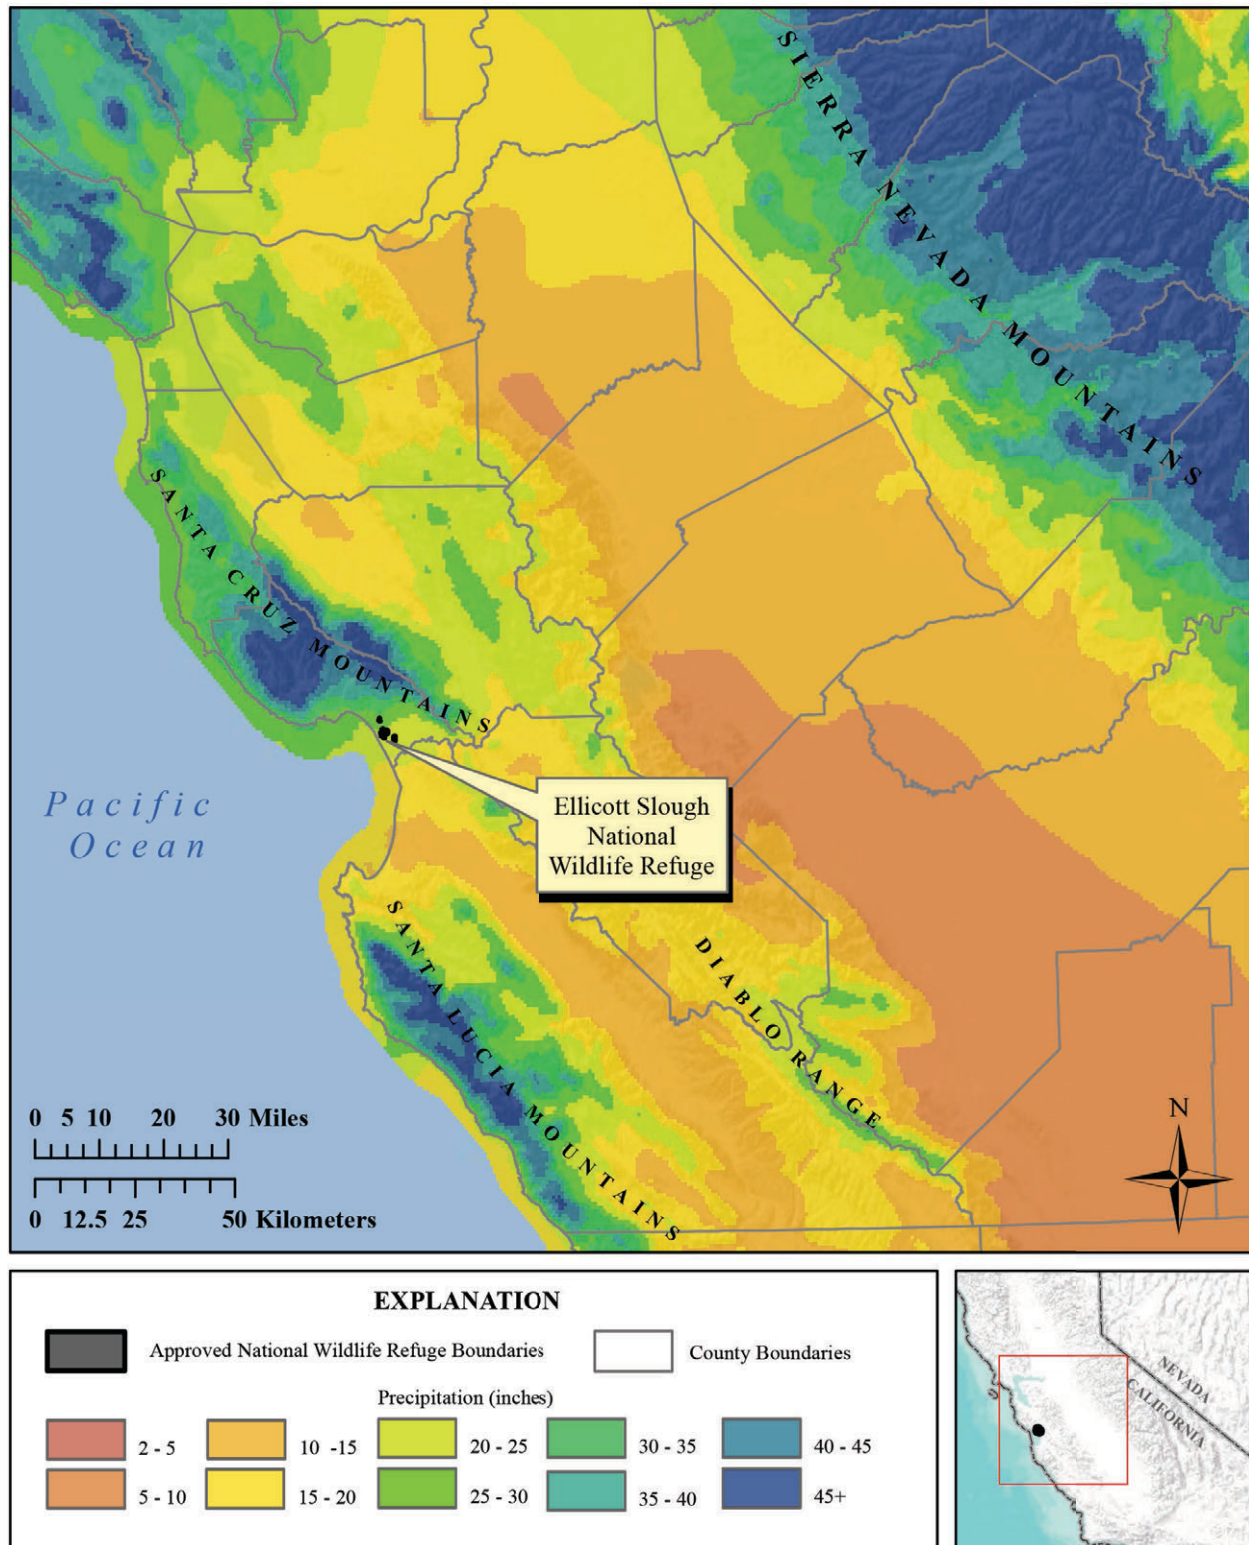 SIERRA NEVADA MOUNTAINS
SANTA CRUZ MOUNTAINS
Pacific
Ocean
Ellicott Slough
National
Wildlife Refuge
SANTA LUCIA MOUNTAINS
DIABLO RANGE
0 5 10 20 30 Miles
0 12.5 25 50 Kilometers
N
EXPLANATION
Approved National Wildlife Refuge Boundaries
County Boundaries
Precipitation (inches)
2 - 5
10 -15
20 - 25
30 - 35
40 - 45
5 - 10
15 - 20
25 - 30
35 - 40
45+
NEVADA
CALIFORNIA